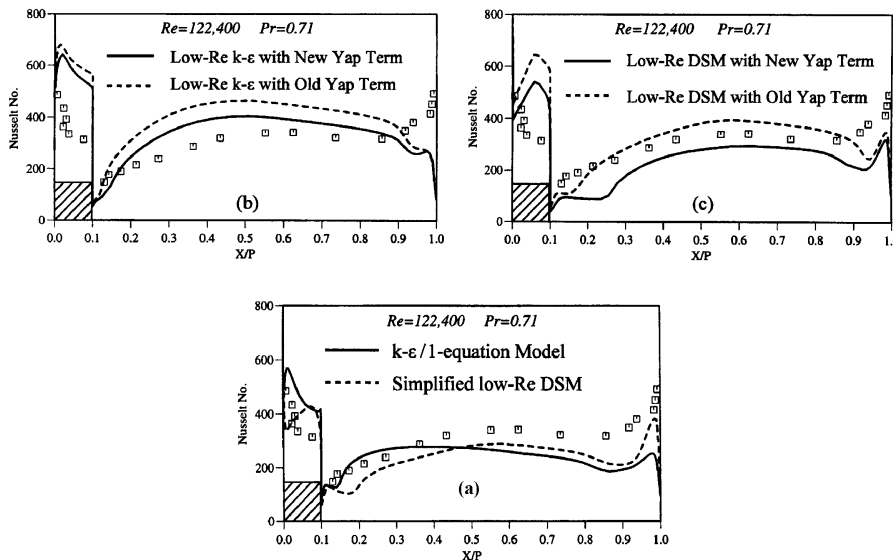 800
600
400
200
0
Nusselt No.
Re=122,400 Pr=0.71
Low-Re k-ε with New Yap Term
Low-Re k-ε with Old Yap Term
(b)
0.0 0.1 0.2 0.3 0.4 0.5 0.6 0.7 0.8 0.9 1.0
X/P
800
600
400
200
0
Nusselt No.
Re=122,400 Pr=0.71
Low-Re DSM with New Yap Term
Low-Re DSM with Old Yap Term
(c)
0.0 0.1 0.2 0.3 0.4 0.5 0.6 0.7 0.8 0.9 1.
X/P
800
600
400
200
0
Nusselt No.
Re=122,400 Pr=0.71
k-ε / 1-equation Model
Simplified low-Re DSM
(a)
0.0 0.1 0.2 0.3 0.4 0.5 0.6 0.7 0.8 0.9 1.0
X/P